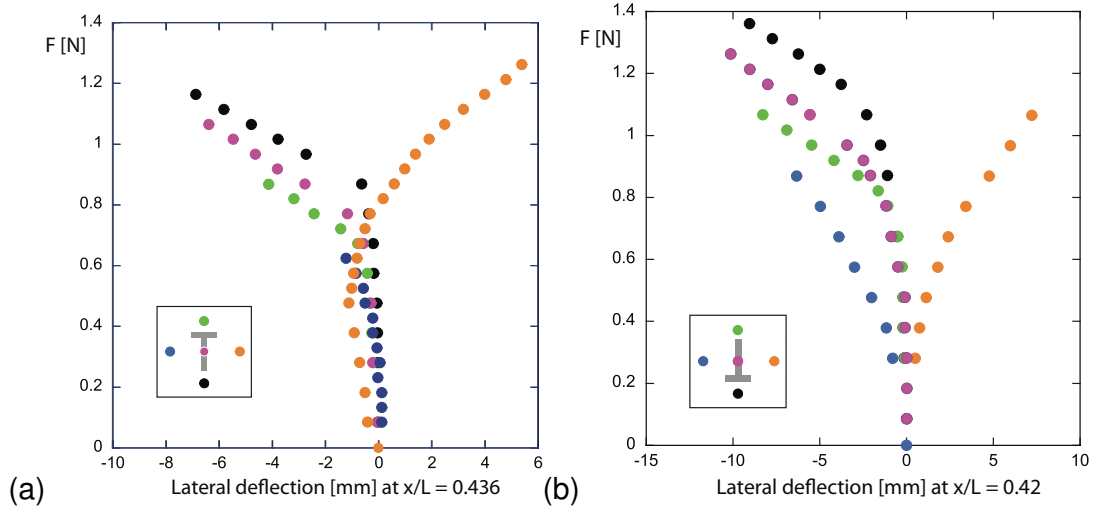 1.4
F [N]
1.2
1
0.8
0.6
0.4
0.2
0
-10 -8 -6 -4 -2 0 2 4 6
(a) Lateral deflection [mm] at x/L = 0.436
1.4
F [N]
1.2
1
0.8
0.6
0.4
0.2
0
-15 -10 -5 0 5 10
(b) Lateral deflection [mm] at x/L = 0.42